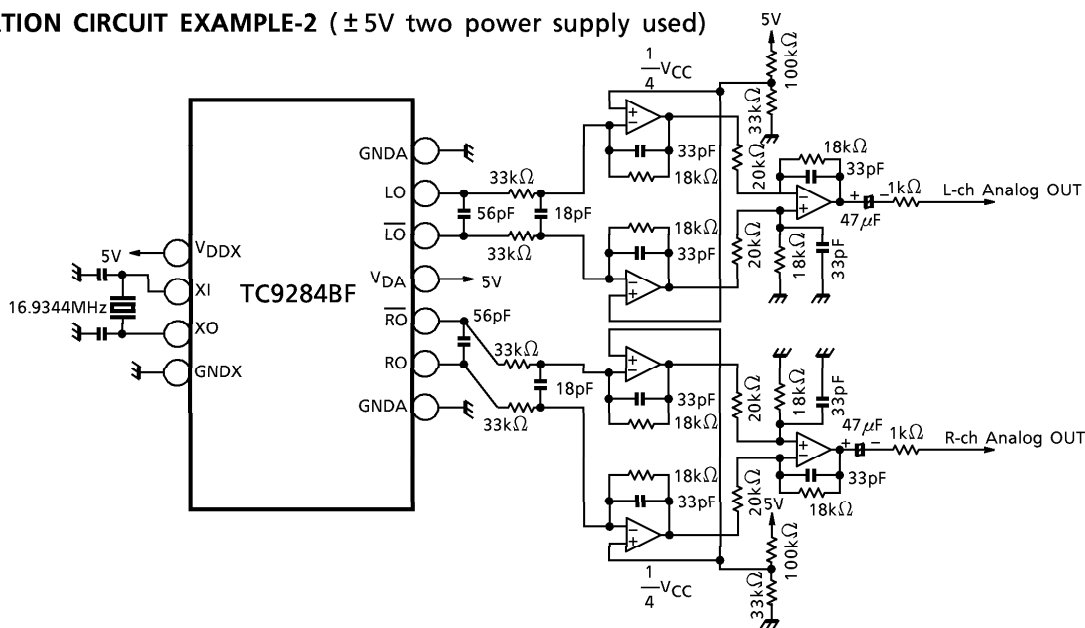 ATION CIRCUIT EXAMPLE-2 (±5V two power supply used)
5V
100kΩ
33kΩ
1/4 VCC
33pF
18kΩ
20kΩ
18kΩ
33pF
1kΩ
L-ch Analog OUT
47μF
18kΩ
33pF
GNDA
LO
33kΩ
56pF
18pF
LO
33kΩ
18kΩ
33pF
20kΩ
VDDX
5V
XI
16.9344MHz
XO
GNDX
TC9284BF
VDA
5V
RO
56pF
33kΩ
RO
18pF
33kΩ
GNDA
33pF
18kΩ
20kΩ
18kΩ
33pF
47μF
1kΩ
R-ch Analog OUT
33pF
18kΩ
18kΩ
33pF
20kΩ
5V
100kΩ
33kΩ
1/4 VCC